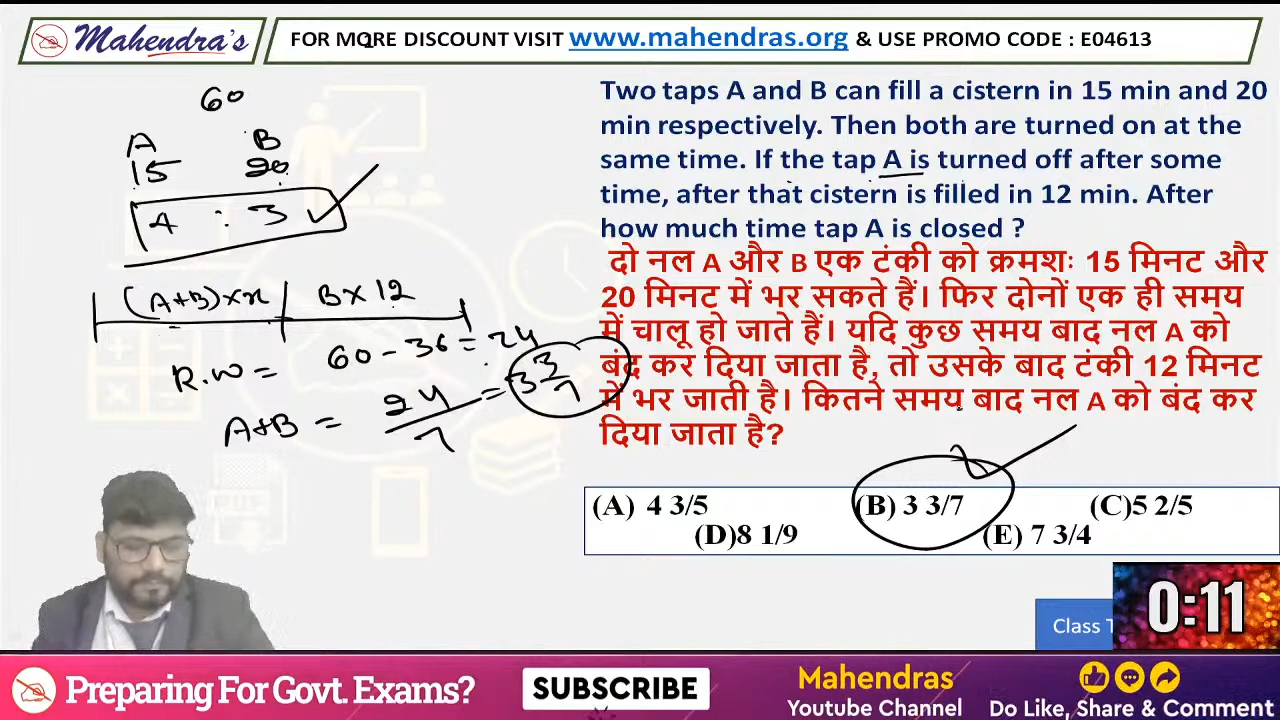 Mahendra's
FOR MORE DISCOUNT VISIT www.mahendras.org & USE PROMO CODE : E04613
60
A B
15 20
4 : 3
(A+B)×x B×12
R.W = 60 - 36 = 24
A+B = 24/7 = 3 3/7
Two taps A and B can fill a cistern in 15 min and 20
min respectively. Then both are turned on at the
same time. If the tap A is turned off after some
time, after that cistern is filled in 12 min. After
how much time tap A is closed ?
दो नल A और B एक टंकी को क्रमशः 15 मिनट और
20 मिनट में भर सकते हैं। फिर दोनों एक ही समय
में चालू हो जाते हैं। यदि कुछ समय बाद नल A को
बंद कर दिया जाता है, तो उसके बाद टंकी 12 मिनट
में भर जाती है। कितने समय बाद नल A को बंद कर
दिया जाता है?
(A) 4 3/5 (B) 3 3/7 (C)5 2/5
(D)8 1/9 (E) 7 3/4
0:11
Class T
Preparing For Govt. Exams?
SUBSCRIBE
Mahendras
YouTube Channel
Do Like, Share & Comment